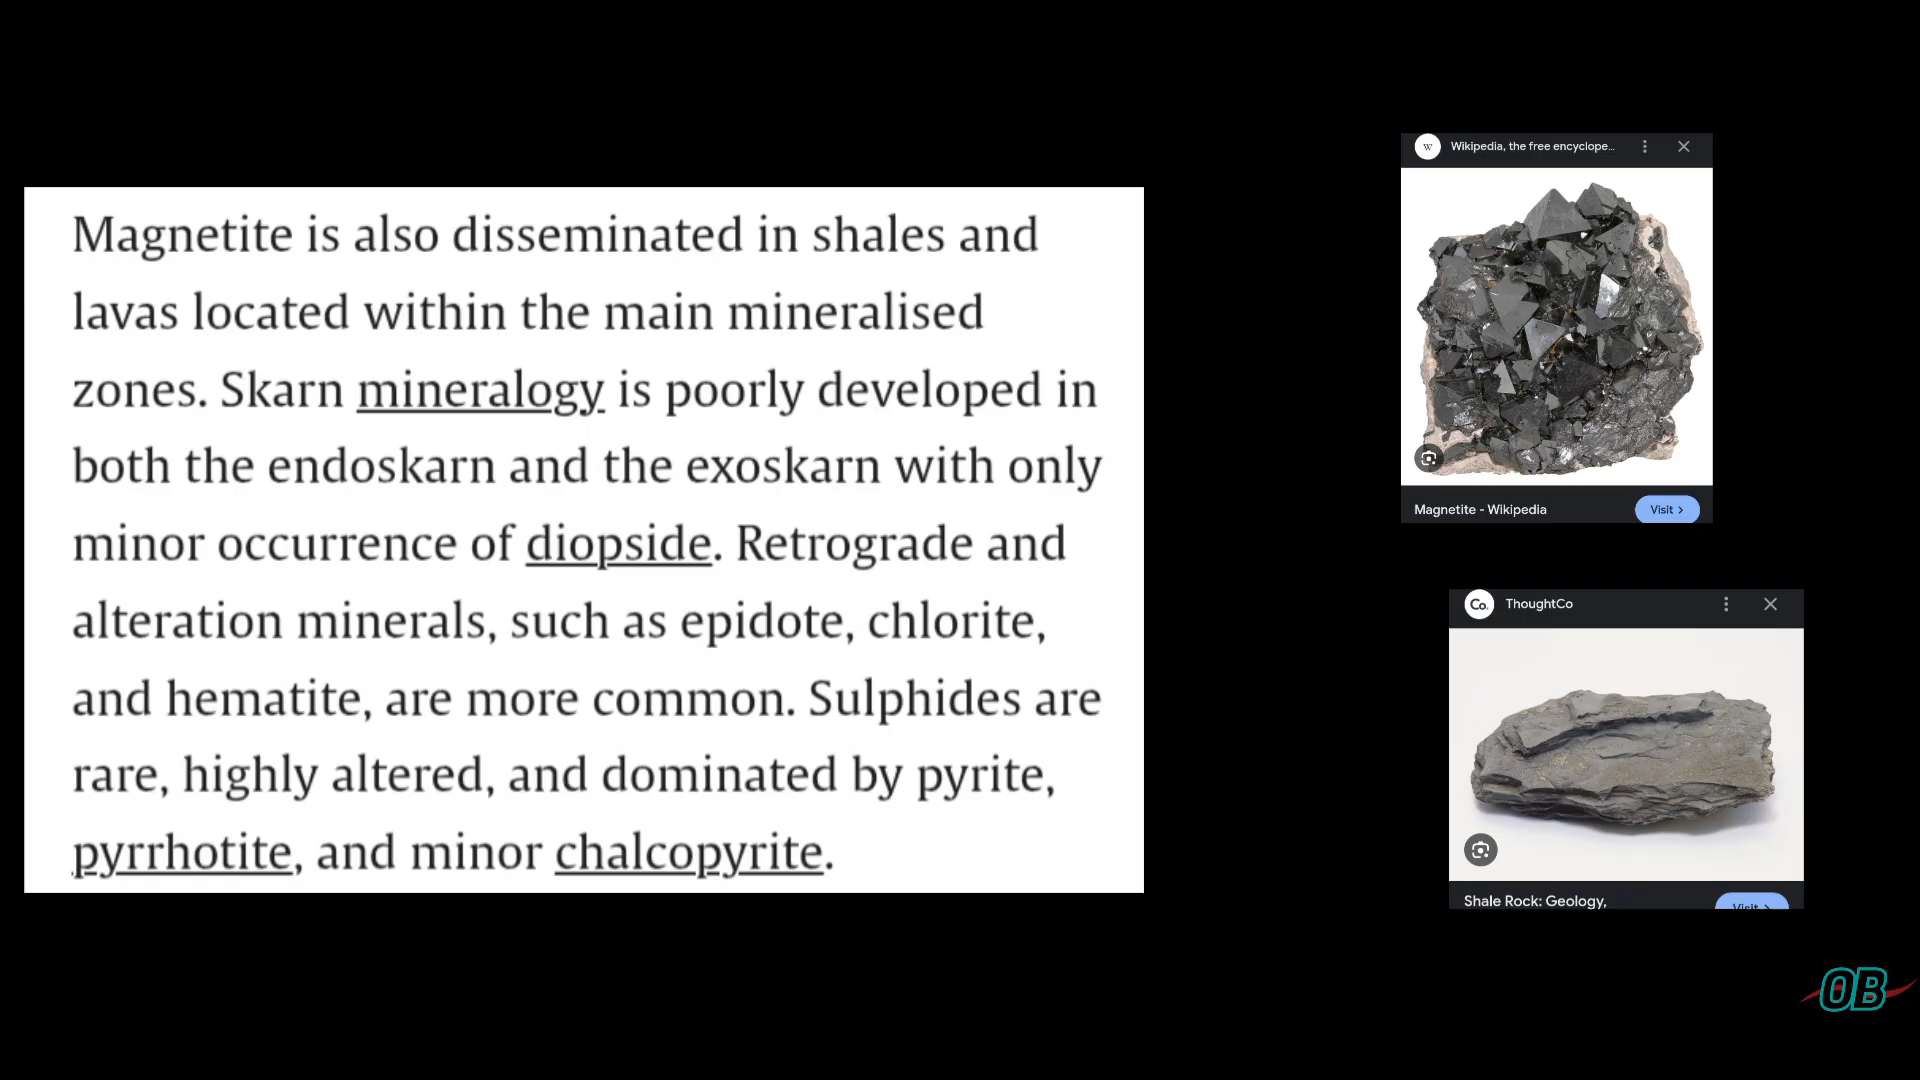 Magnetite is also disseminated in shales and
lavas located within the main mineralised
zones. Skarn mineralogy is poorly developed in
both the endoskarn and the exoskarn with only
minor occurrence of diopside. Retrograde and
alteration minerals, such as epidote, chlorite,
and hematite, are more common. Sulphides are
rare, highly altered, and dominated by pyrite,
pyrrhotite, and minor chalcopyrite.
W Wikipedia, the free encyclope...
Magnetite - Wikipedia Visit >
Co. ThoughtCo
Shale Rock: Geology, Visit >
OB